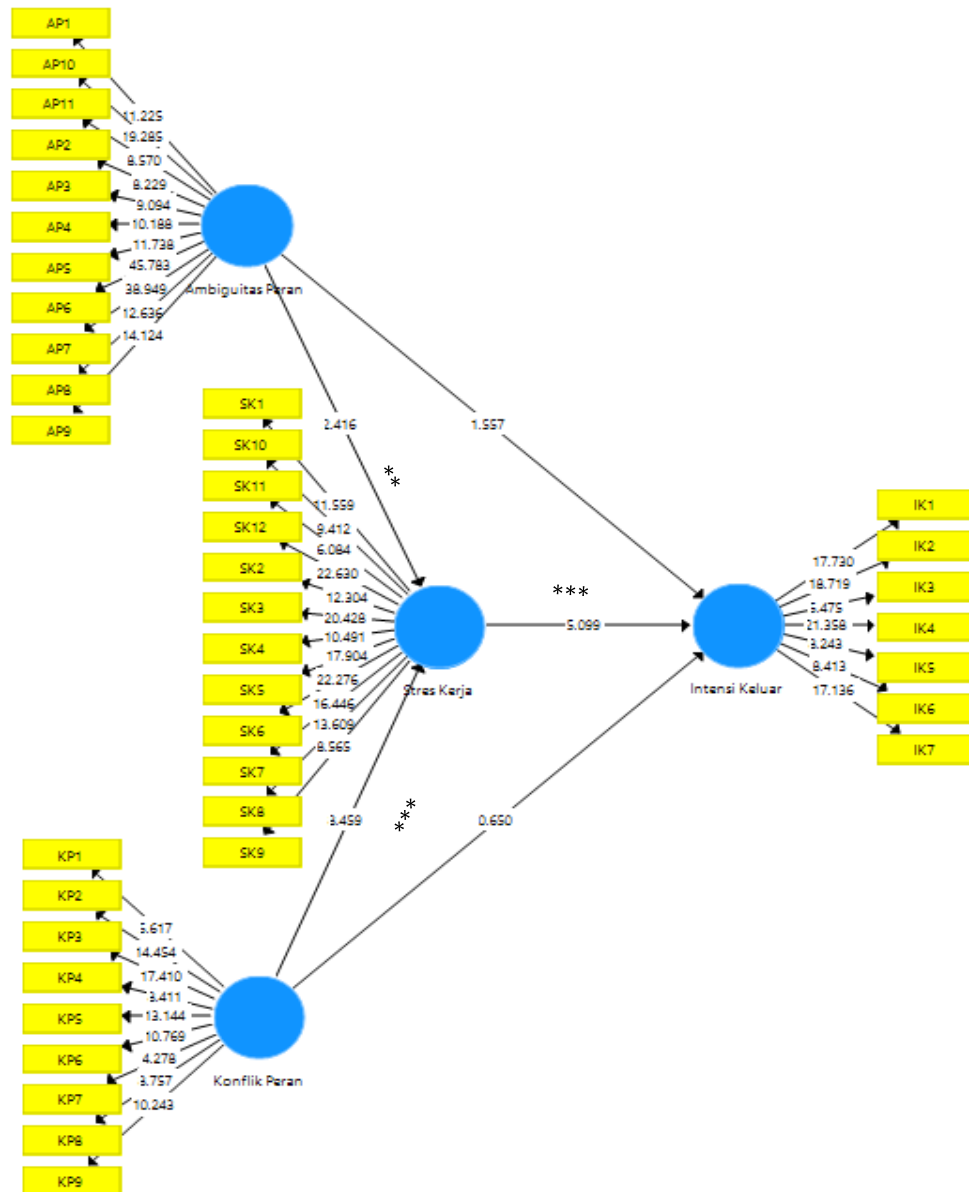 AP1
AP10
AP11
AP2
AP3
AP4
AP5
AP6
AP7
AP8
AP9
11.225
19.285
8.570
8.229
9.094
10.188
11.738
45.783
38.949
12.636
14.124
Ambiguitas Peran
2.416
**
1.557
SK1
SK10
SK11
SK12
SK2
SK3
SK4
SK5
SK6
SK7
SK8
SK9
11.559
9.412
6.084
22.630
12.304
20.428
10.491
17.904
22.276
16.446
13.609
8.565
Stres Kerja
***
5.099
Intensi Keluar
17.730
18.719
5.475
21.358
3.243
8.413
17.136
IK1
IK2
IK3
IK4
IK5
IK6
IK7
3.459
***
0.650
KP1
KP2
KP3
KP4
KP5
KP6
KP7
KP8
KP9
5.617
14.454
17.410
3.411
13.144
10.769
4.278
3.757
10.243
Konflik Peran